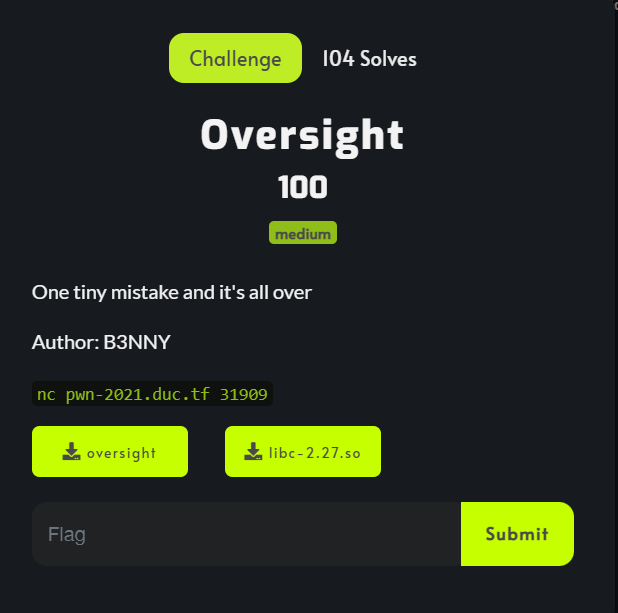 Challenge 104 Solves
Oversight
100
medium
One tiny mistake and it's all over
Author: B3NNY
nc pwn-2021.duc.tf 31909
oversight libc-2.27.so
Flag Submit